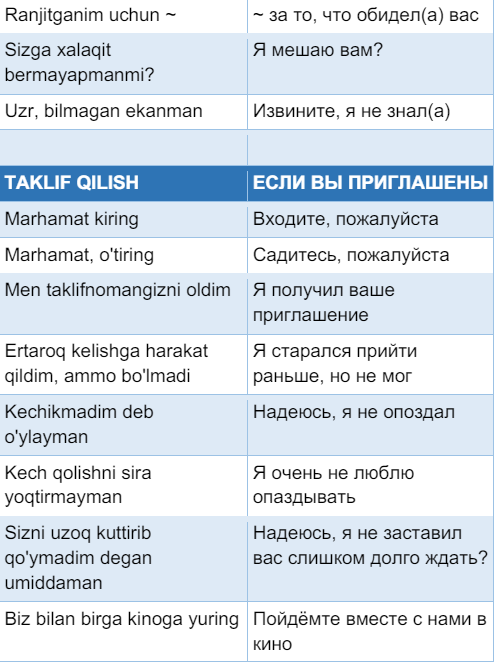 Ranjitganim uchun ~
~ за то, что обидел(а) вас
Sizga xalaqit
bermayapmanmi?
Я мешаю вам?
Uzr, bilmagan ekanman
Извините, я не знал(а)
TAKLIF QILISH
ЕСЛИ ВЫ ПРИГЛАШЕНЫ
Marhamat kiring
Входите, пожалуйста
Marhamat, o'tiring
Садитесь, пожалуйста
Men taklifnomangizni oldim
Я получил ваше
приглашение
Ertaroq kelishga harakat
qildim, ammo bo'lmadi
Я старался прийти
раньше, но не мог
Kechikmadim deb
o'ylayman
Надеюсь, я не опоздал
Kech qolishni sira
yoqtirmayman
Я очень не люблю
опаздывать
Sizni uzoq kuttirib
qo'ymadim degan
umiddaman
Надеюсь, я не заставил
вас слишком долго ждать?
Biz bilan birga kinoga yuring
Пойдёмте вместе с нами в
кино